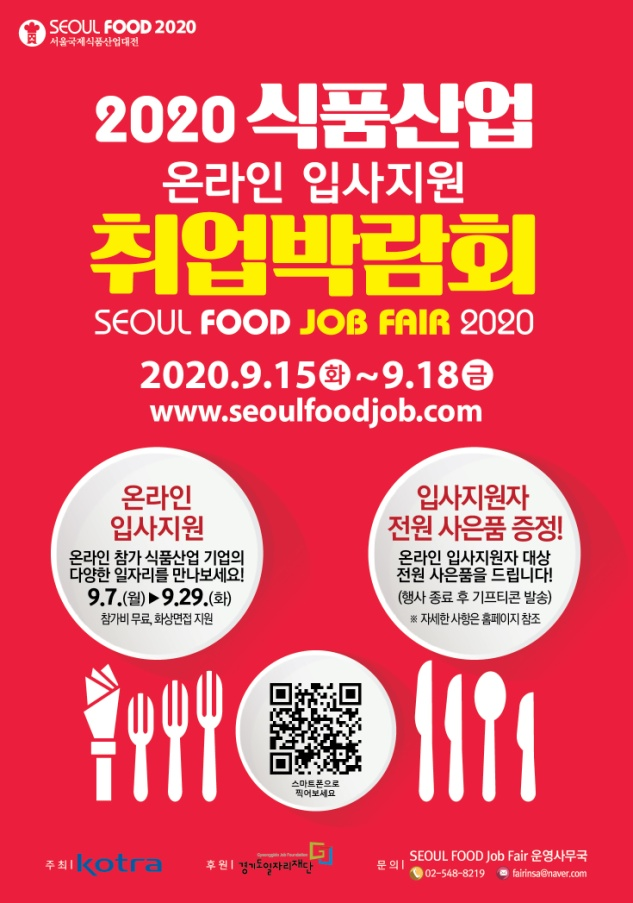 SEOUL FOOD 2020
서울국제식품산업대전
2020 식품산업
온라인 입사지원
취업박람회
SEOUL FOOD JOB FAIR 2020
2020.9.15(화)~9.18(금)
www.seoulfoodjob.com
온라인
입사지원
온라인 참가 식품산업 기업의
다양한 일자리를 만나보세요!
9.7.(월)▶9.29.(화)
참가비 무료, 화상면접 지원
입사지원자
전원 사은품 증정!
온라인 입사지원자 대상
전원 사은품을 드립니다!
(행사 종료 후 기프티콘 발송)
※ 자세한 사항은 홈페이지 참조
스마트폰으로
찍어보세요
주최 | kotra
후원 | Gyeonggido Job Foundation
경기도일자리재단 GJ
문의 | SEOUL FOOD Job Fair 운영사무국
02-548-8219 fairinsa@naver.com